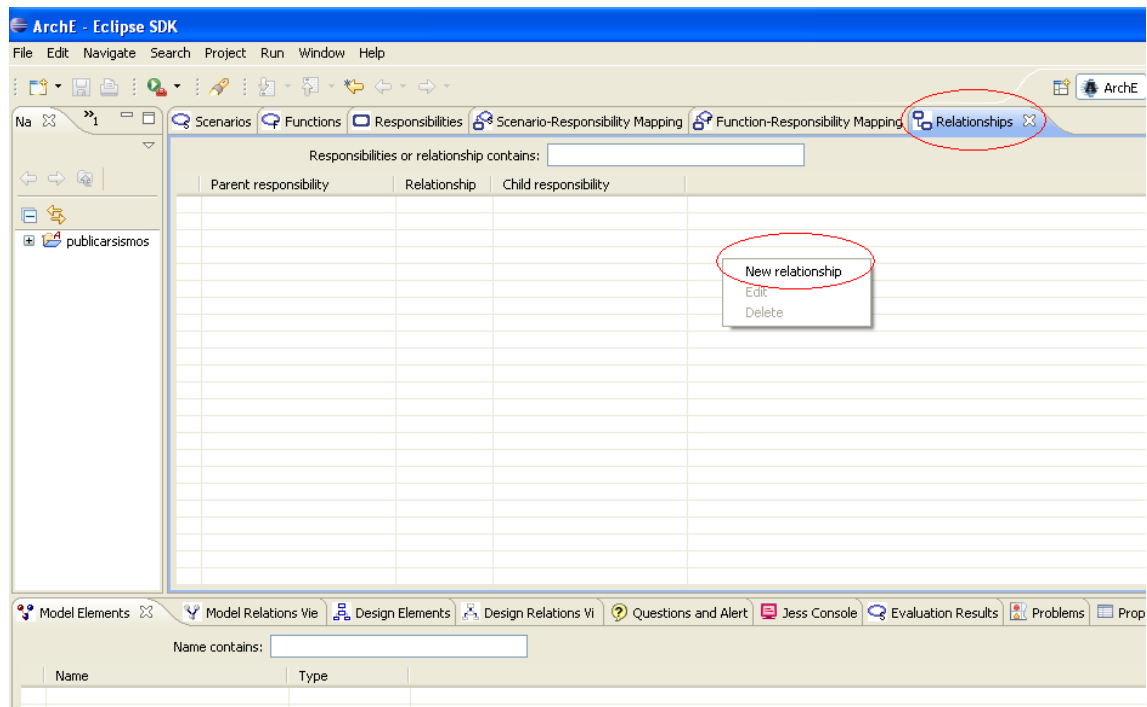 ArchE - Eclipse SDK
File Edit Navigate Search Project Run Window Help
ArchE
Na 1 Scenarios Functions Responsibilities Scenario-Responsibility Mapping Function-Responsibility Mapping Relationships
Responsibilities or relationship contains:
Parent responsibility Relationship Child responsibility
publicarsismos
New relationship
Edit
Delete
Model Elements Model Relations Vie Design Elements Design Relations Vi Questions and Alert Jess Console Evaluation Results Problems Prop
Name contains:
Name Type